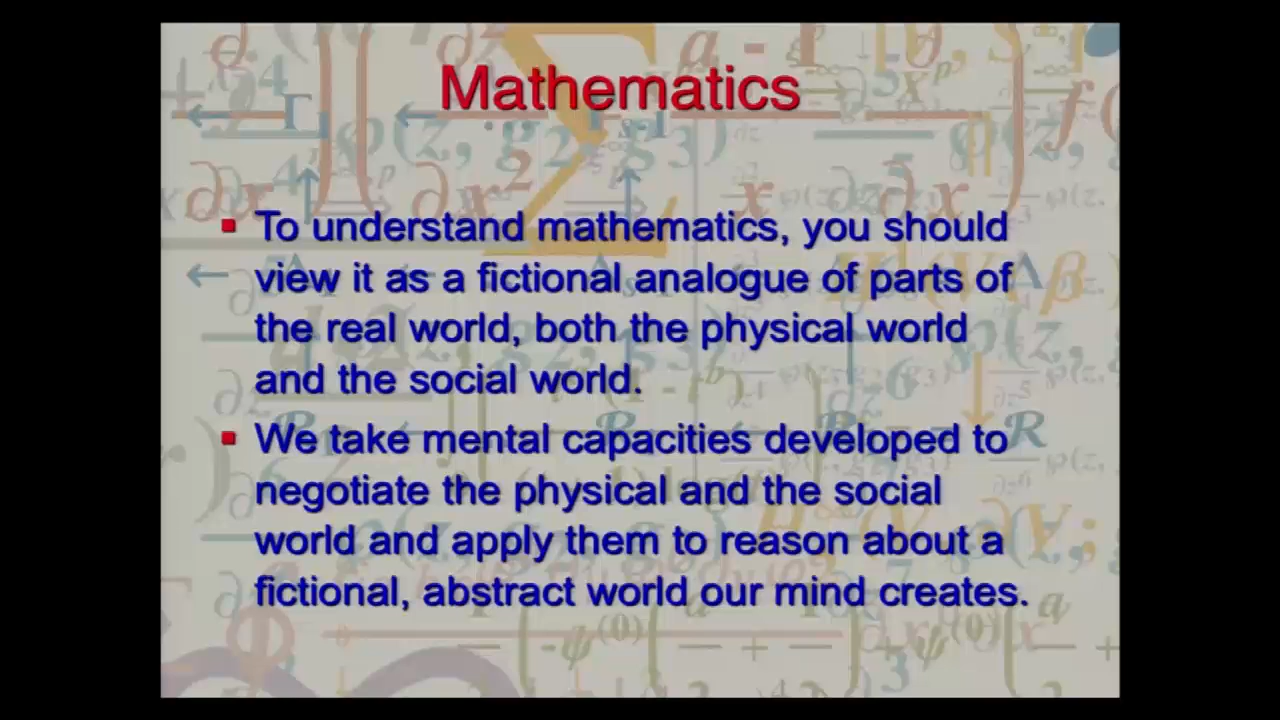 Mathematics
▪ To understand mathematics, you should
view it as a fictional analogue of parts of
the real world, both the physical world
and the social world.
▪ We take mental capacities developed to
negotiate the physical and the social
world and apply them to reason about a
fictional, abstract world our mind creates.